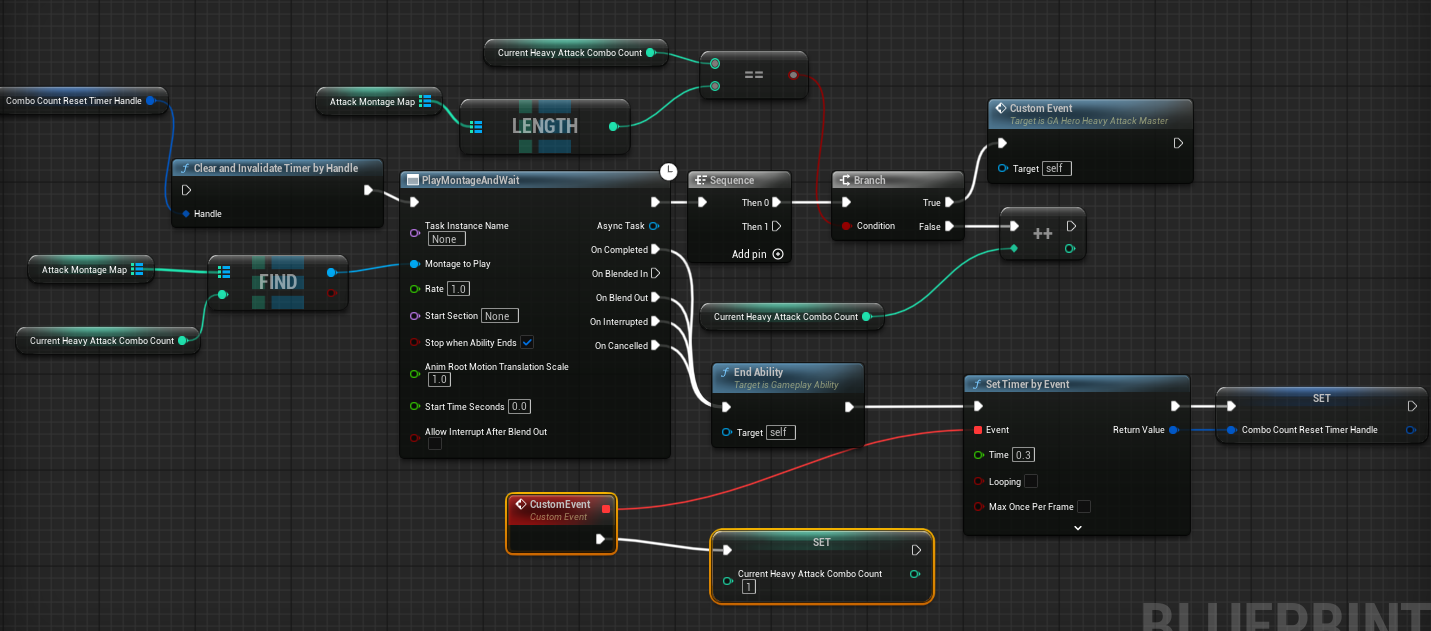 Current Heavy Attack Combo Count
==
Combo Count Reset Timer Handle
Attack Montage Map
LENGTH
Custom Event
Target is GA Hero Heavy Attack Master
Target self
Clear and Invalidate Timer by Handle
Handle
PlayMontageAndWait
Task Instance Name
None
Montage to Play
Rate 1.0
Start Section None
Stop when Ability Ends
Anim Root Motion Translation Scale
1.0
Start Time Seconds 0.0
Allow Interrupt After Blend Out
Async Task
On Completed
On Blended In
On Blend Out
On Interrupted
On Cancelled
Sequence
Then 0
Then 1
Add pin
Branch
Condition
True
False
++
Attack Montage Map
FIND
Current Heavy Attack Combo Count
Current Heavy Attack Combo Count
End Ability
Target is Gameplay Ability
Target self
Set Timer by Event
Event
Time 0.3
Looping
Max Once Per Frame
Return Value
SET
Combo Count Reset Timer Handle
CustomEvent
Custom Event
SET
Current Heavy Attack Combo Count
1
BLUEPRINT